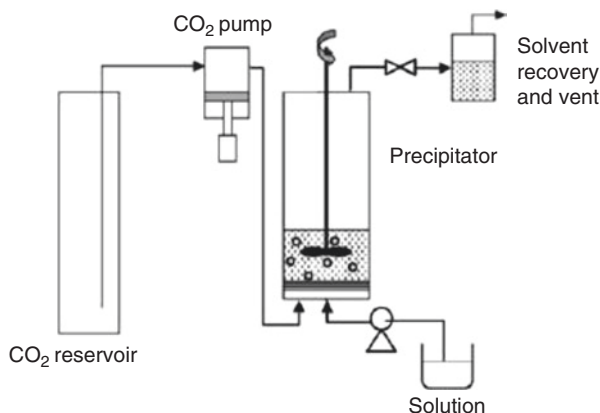 CO₂ pump
Solvent
recovery
and vent
Precipitator
CO₂ reservoir
Solution